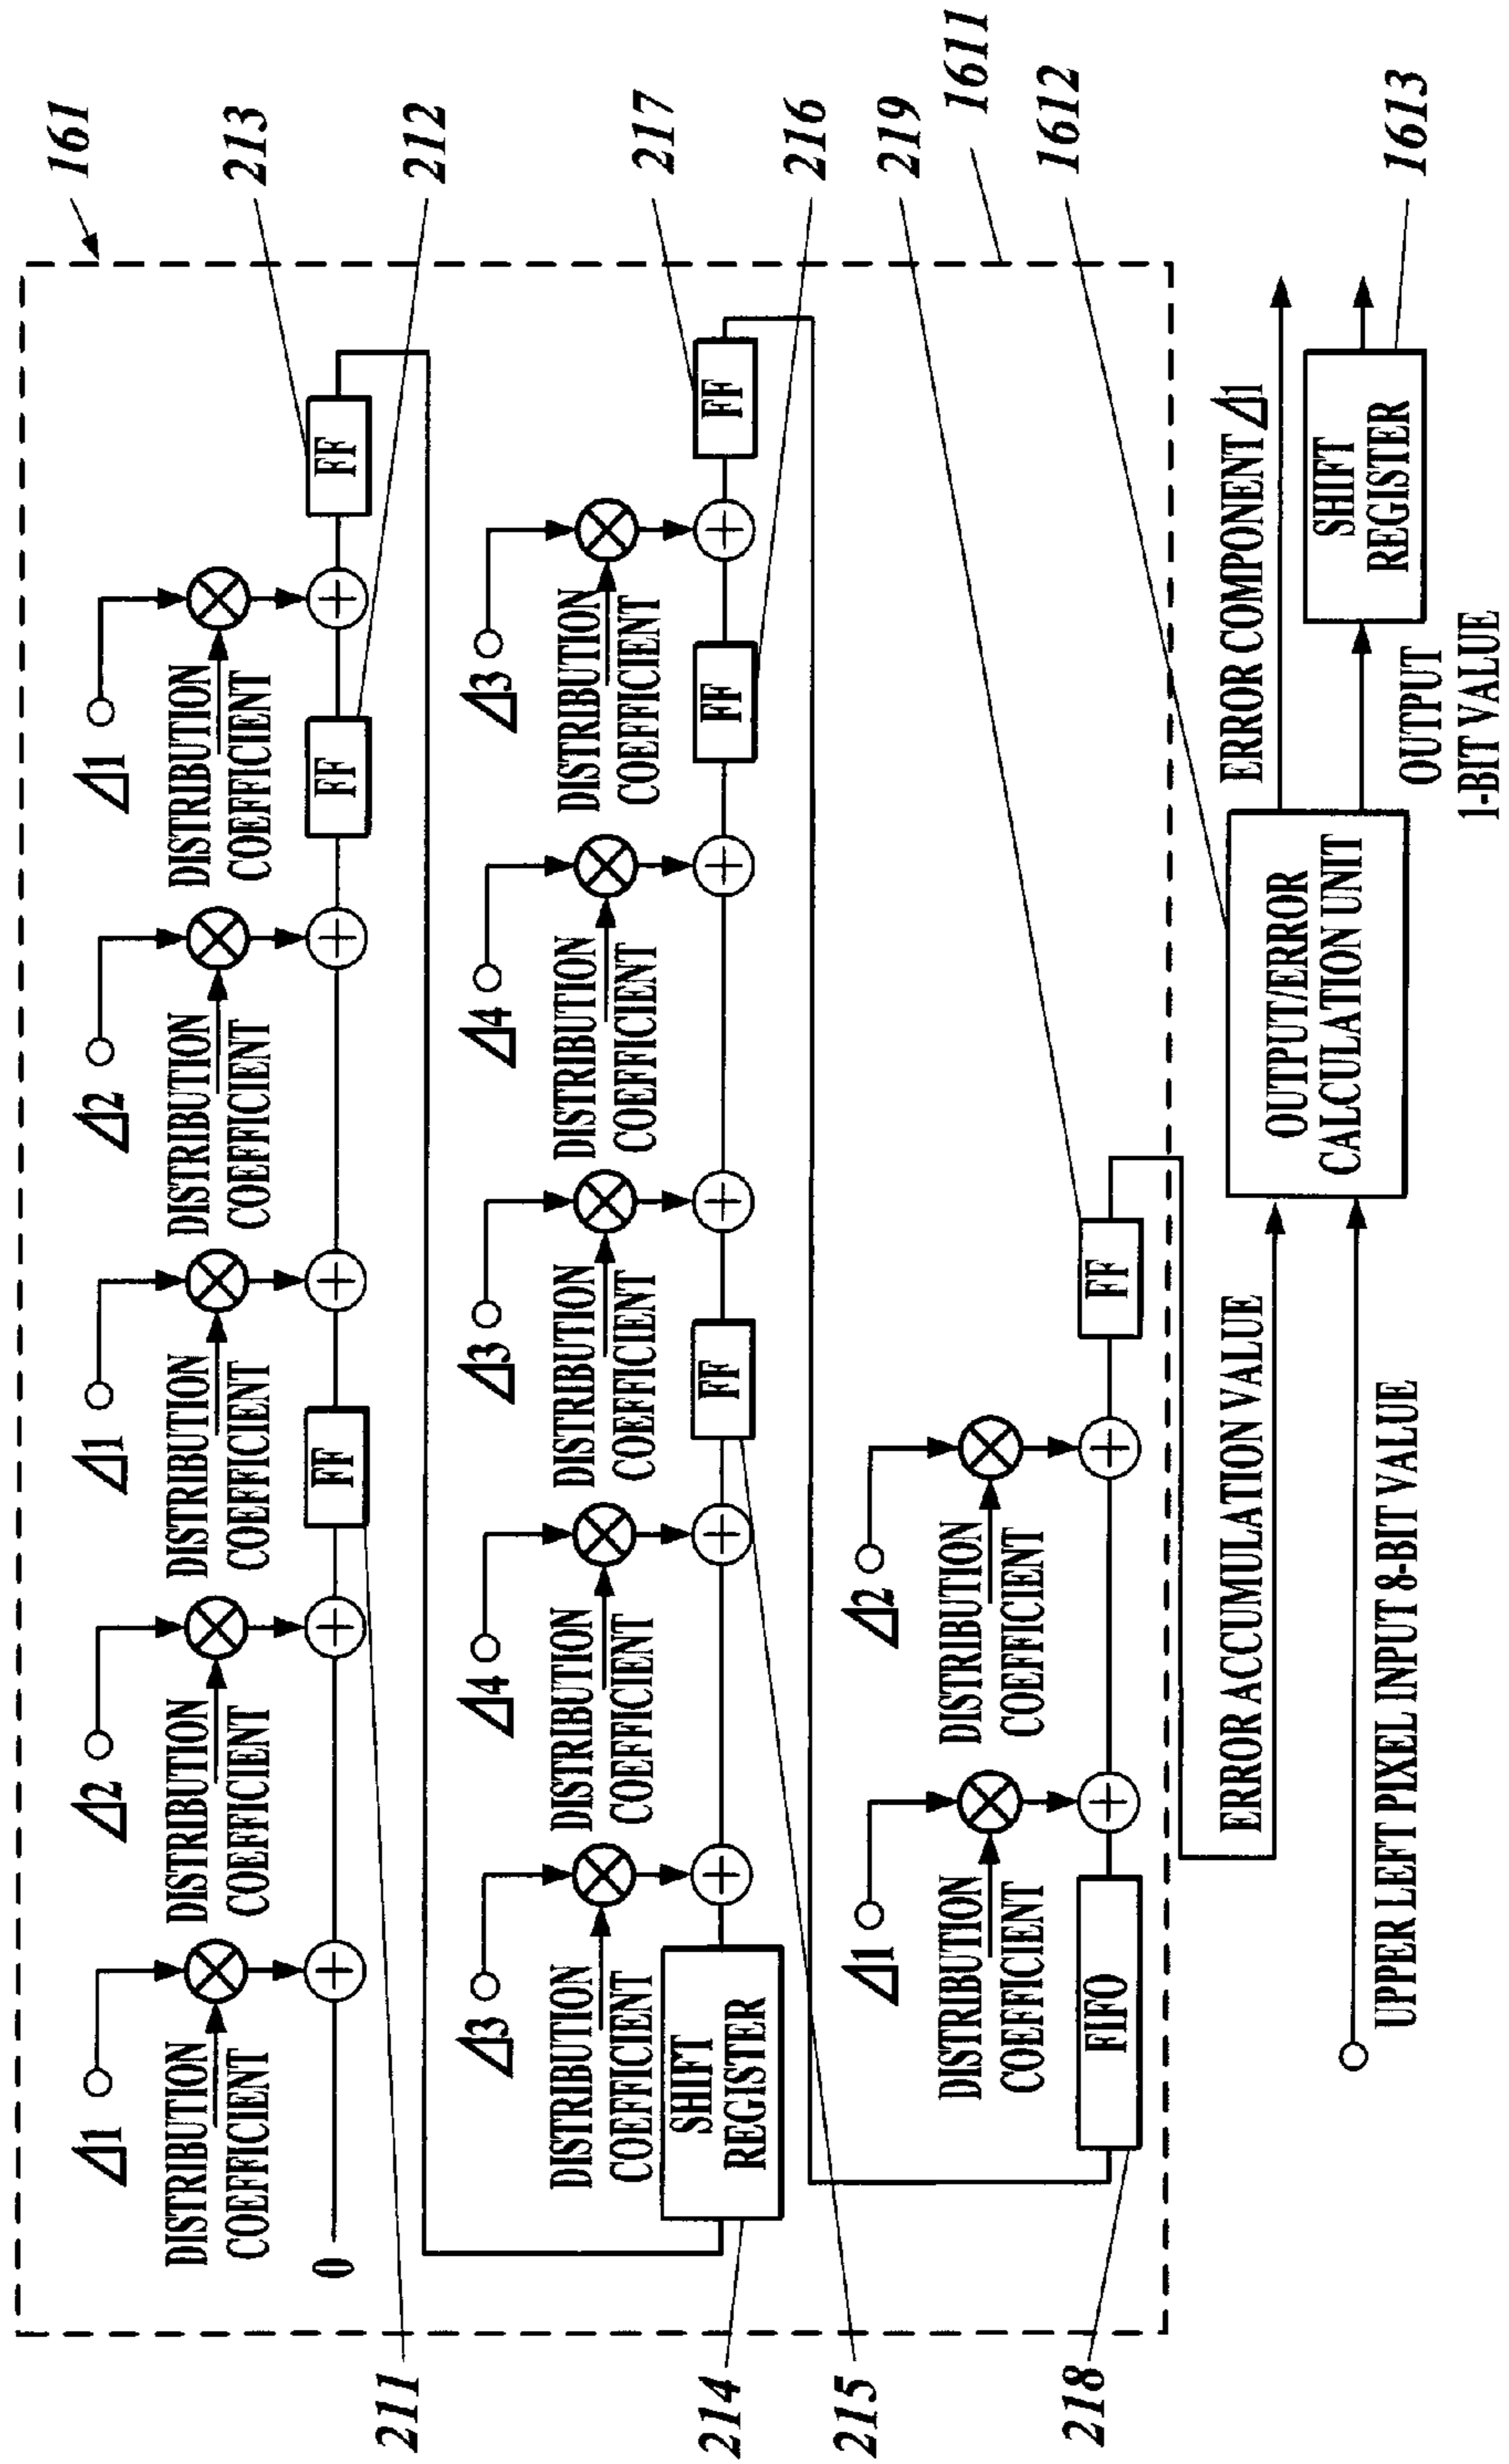 161
Δ1
Δ2
Δ1
Δ2
Δ1
DISTRIBUTION
COEFFICIENT
DISTRIBUTION
COEFFICIENT
DISTRIBUTION
COEFFICIENT
DISTRIBUTION
COEFFICIENT
DISTRIBUTION
COEFFICIENT
213
0
FF
FF
FF
211
212
Δ3
Δ4
Δ3
Δ4
Δ3
DISTRIBUTION
COEFFICIENT
DISTRIBUTION
COEFFICIENT
DISTRIBUTION
COEFFICIENT
DISTRIBUTION
COEFFICIENT
DISTRIBUTION
COEFFICIENT
217
SHIFT
REGISTER
FF
FF
FF
214
216
215
Δ1
Δ2
219
DISTRIBUTION
COEFFICIENT
DISTRIBUTION
COEFFICIENT
1611
1612
FIFO
FF
218
ERROR ACCUMULATION VALUE
ERROR COMPONENT Δ1
OUTPUT/ERROR
CALCULATION UNIT
SHIFT
REGISTER
UPPER LEFT PIXEL INPUT 8-BIT VALUE
OUTPUT
1-BIT VALUE
1613